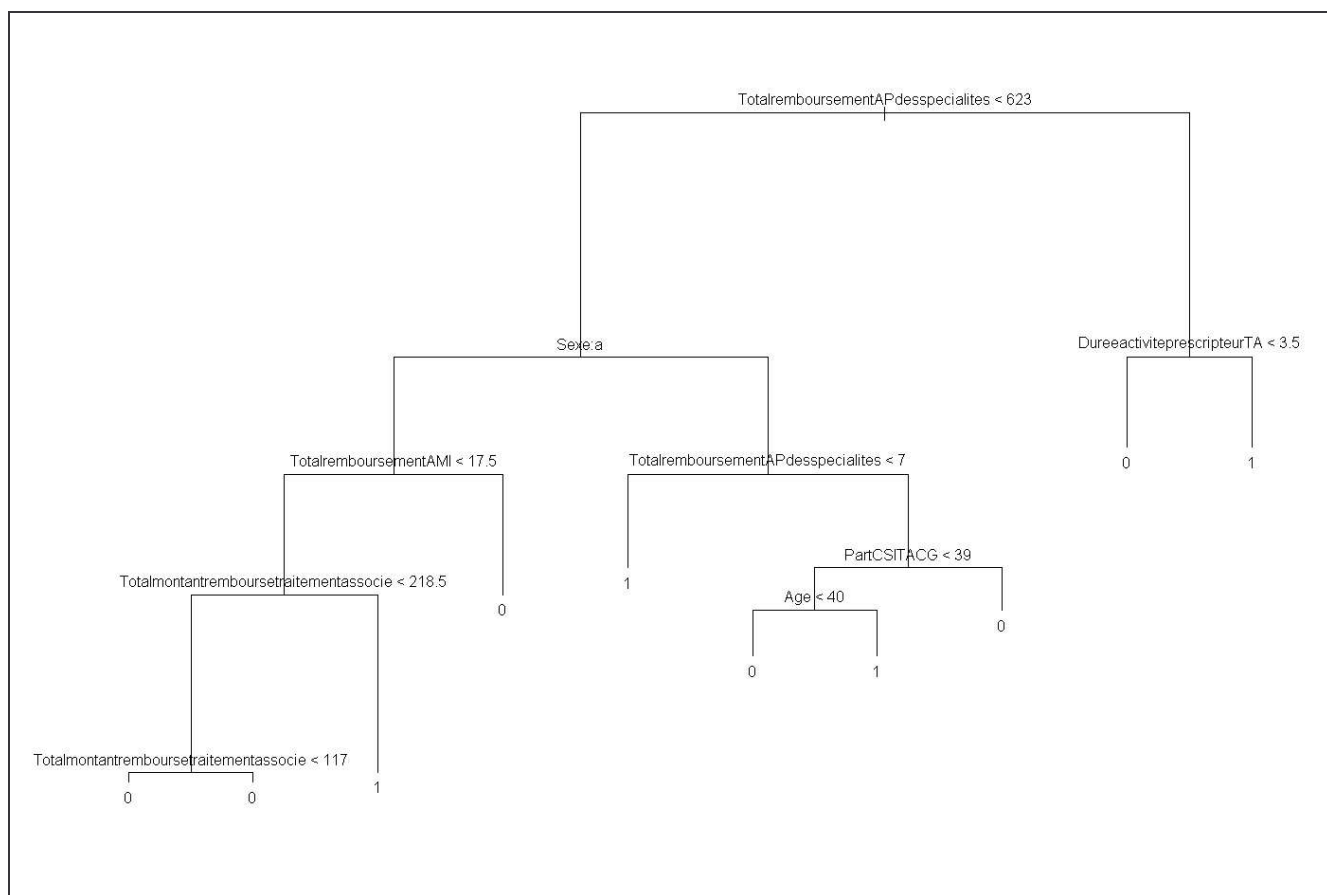 TotalremboursementAPdesspecialites < 623
Sexe:a
DureeactiviteprescripteurTA < 3.5
TotalremboursementAMI < 17.5
TotalremboursementAPdesspecialites < 7
0
1
PartCSITACG < 39
Totalmontantremboursetraitementassocie < 218.5
1
Age < 40
0
0
0
1
Totalmontantremboursetraitementassocie < 117
0
0
1